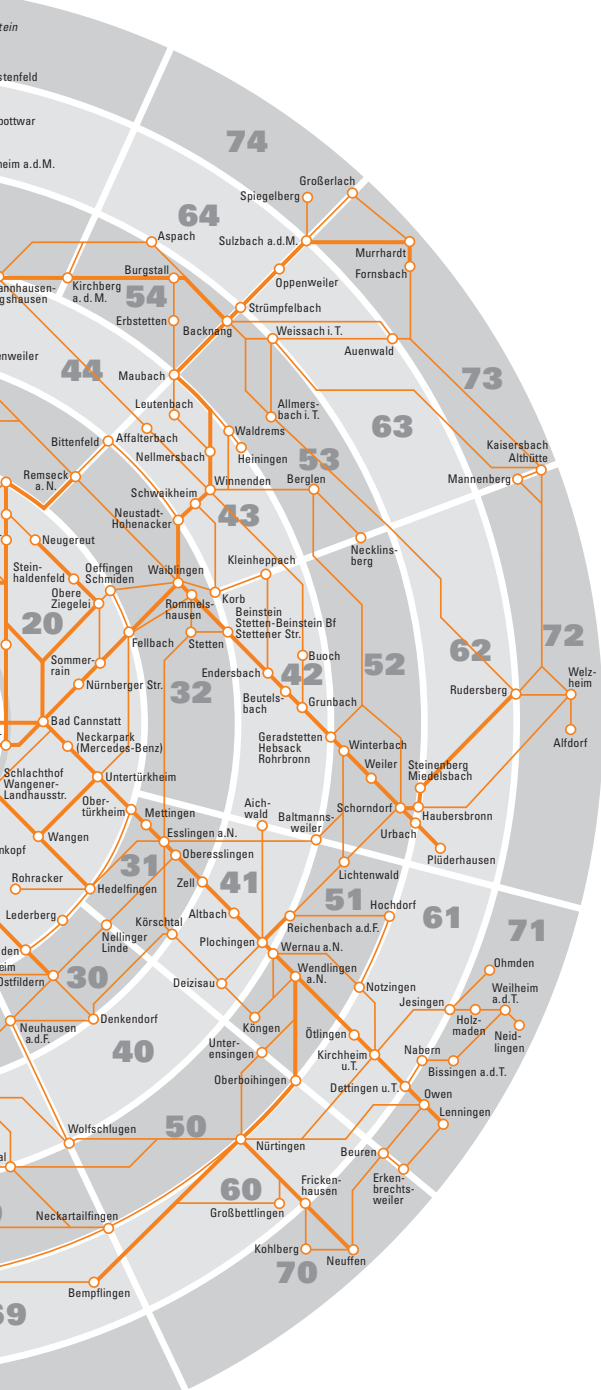 74
Großerlach
Spiegelberg
64
Sulzbach a.d.M.
Aspach
Murrhardt
Fornsbach
Burgstall
Oppenweiler
Kirchberg
a. d. M.
54
Strümpfelbach
Erbstetten
Backnang
Weissach i. T.
Auenwald
44
Maubach
73
Leutenbach
Allmers-
bach i. T.
63
Waldrems
Bittenfeld
Affalterbach
Kaisersbach
Althütte
Nellmersbach
Heiningen
53
Remseck
a. N.
Winnenden
Berglen
Mannenberg
Schwaikheim
43
Neustadt-
Hohenacker
Neugereut
Necklins-
berg
Kleinheppach
Stein-
haldenfeld
Oeffingen
Schmiden
Waiblingen
Obere
Ziegelei
Korb
Rommels-
hausen
Beinstein
Stetten-Beinstein Bf
Stettener Str.
20
Fellbach
Stetten
62
72
Buoch
52
Sommer-
rain
Endersbach
42
Welz-
heim
Nürnberger Str.
32
Beutels-
bach
Grunbach
Rudersberg
Bad Cannstatt
Neckarpark
(Mercedes-Benz)
Geradstetten
Hebsack
Rohrbronn
Winterbach
Alfdorf
Schlachthof
Wangener-
Landhausstr.
Untertürkheim
Weiler
Steinenberg
Miedelsbach
Ober-
türkheim
Mettingen
Aich-
wald
Baltmanns-
weiler
Schorndorf
Haubersbronn
Urbach
Wangen
Esslingen a.N.
Oberesslingen
Plüderhausen
31
Rohracker
Hedelfingen
Zell
41
Lichtenwald
51
Hochdorf
61
Lederberg
Körschtal
Altbach
Reichenbach a.d.F.
71
Nellinger
Linde
Plochingen
Wernau a.N.
30
Wendlingen
a.N.
Ohmden
Deizisau
Notzingen
Jesingen
Weilheim
a.d.T.
Holz-
maden
Neid-
lingen
Neuhausen
a.d.F.
Denkendorf
Köngen
Ötlingen
Unter-
ensingen
Kirchheim
u.T.
Nabern
Bissingen a.d.T.
40
Oberboihingen
Dettingen u.T.
Owen
Lenningen
Wolfschlugen
50
Nürtingen
Beuren
Erken-
brechts-
weiler
60
Fricken-
hausen
Großbettlingen
Neckartailfingen
Kohlberg
Neuffen
70
Bempflingen